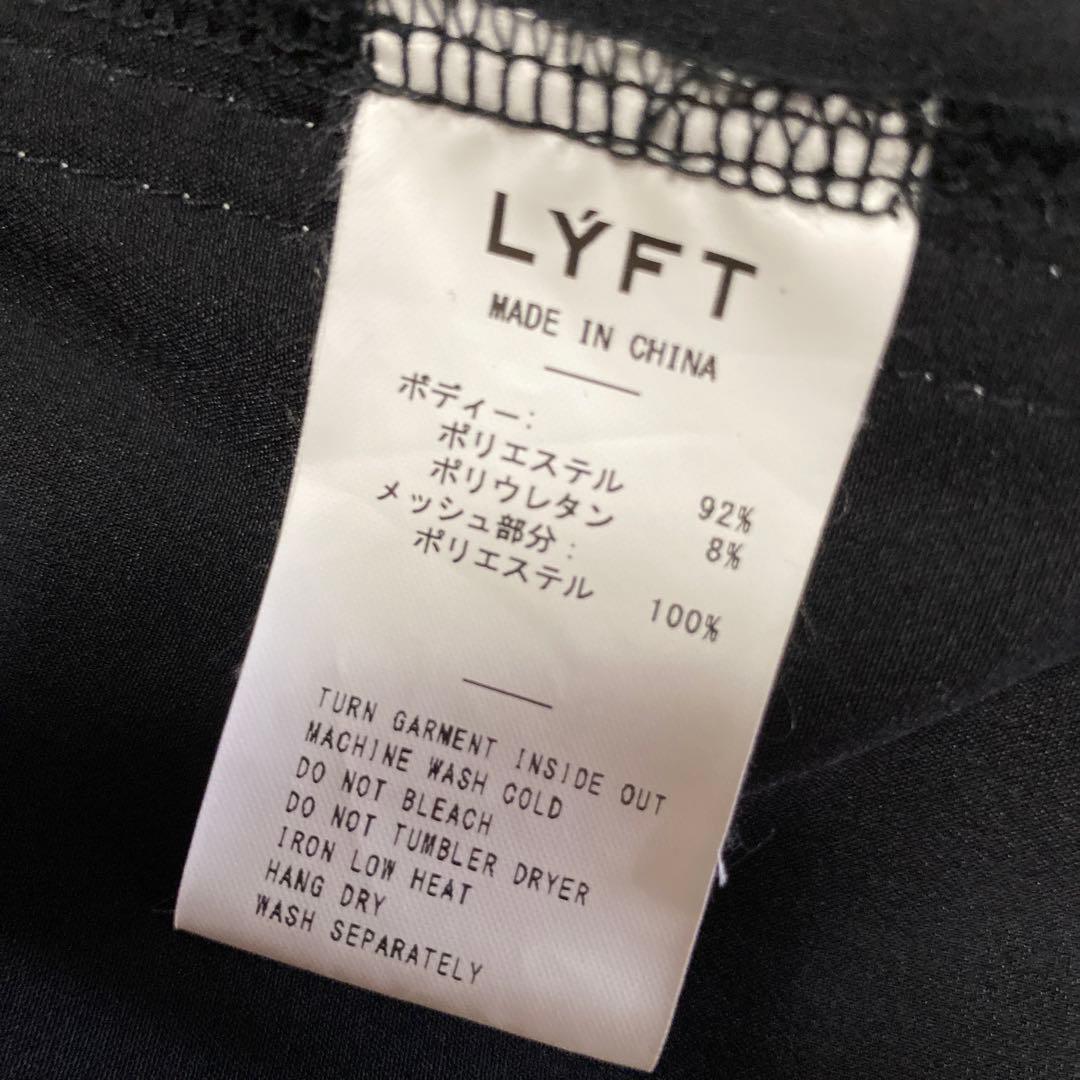 LÝFT
MADE IN CHINA
ボディー:
ポリエステル 92%
ポリウレタン 8%
メッシュ部分:
ポリエステル 100%
TURN GARMENT INSIDE OUT
MACHINE WASH COLD
DO NOT BLEACH
DO NOT TUMBLER DRYER
IRON LOW HEAT
HANG DRY
WASH SEPARATELY